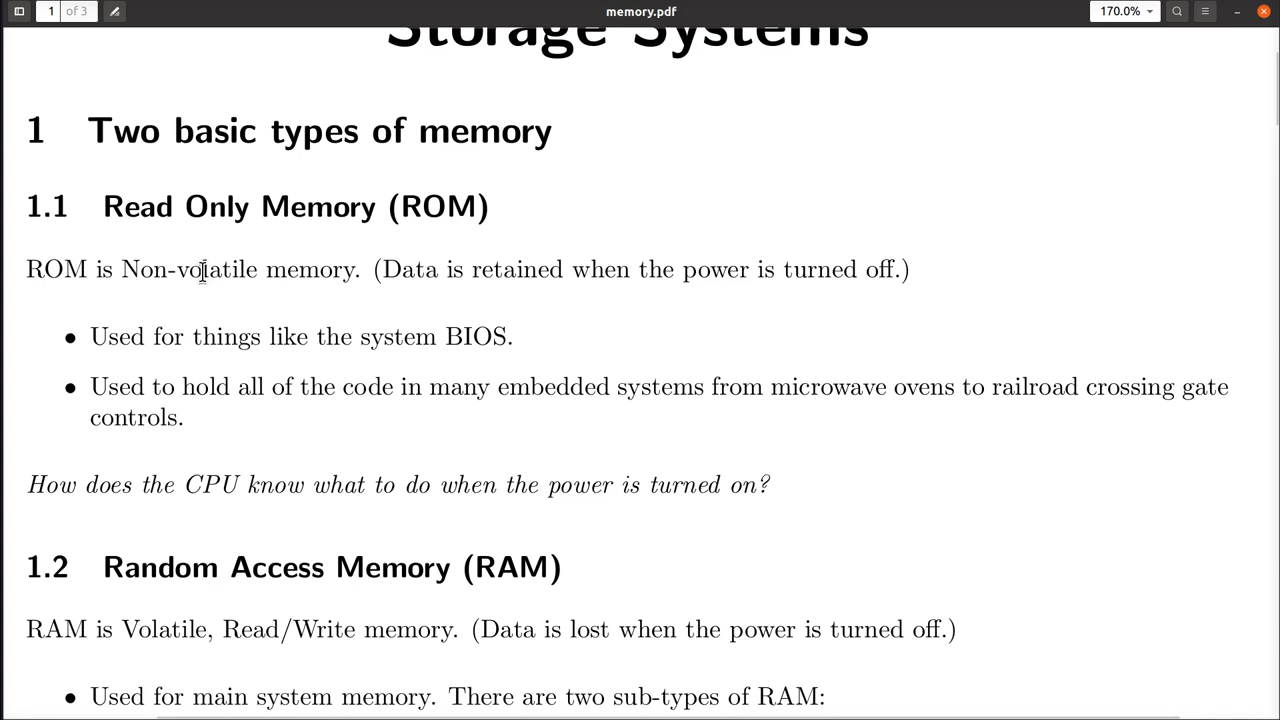 1 of 3 memory.pdf 170.0%
Storage Systems
1 Two basic types of memory
1.1 Read Only Memory (ROM)
ROM is Non-volatile memory. (Data is retained when the power is turned off.)
• Used for things like the system BIOS.
• Used to hold all of the code in many embedded systems from microwave ovens to railroad crossing gate
controls.
How does the CPU know what to do when the power is turned on?
1.2 Random Access Memory (RAM)
RAM is Volatile, Read/Write memory. (Data is lost when the power is turned off.)
• Used for main system memory. There are two sub-types of RAM: